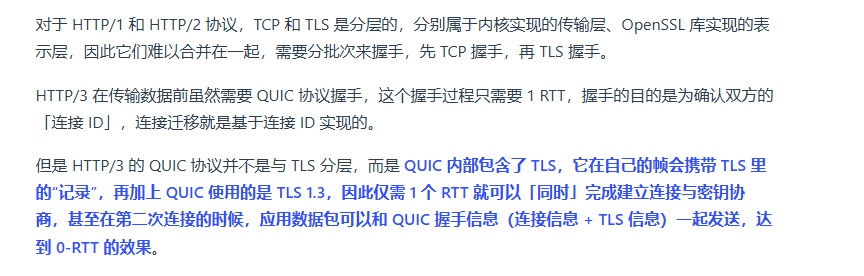 对于 HTTP/1 和 HTTP/2 协议，TCP 和 TLS 是分层的，分别属于内核实现的传输层、OpenSSL 库实现的表
示层，因此它们难以合并在一起，需要分批次来握手，先 TCP 握手，再 TLS 握手。
HTTP/3 在传输数据前虽然需要 QUIC 协议握手，这个握手过程只需要 1 RTT，握手的目的是为确认双方的
「连接 ID」，连接迁移就是基于连接 ID 实现的。
但是 HTTP/3 的 QUIC 协议并不是与 TLS 分层，而是 QUIC 内部包含了 TLS，它在自己的帧会携带 TLS 里
的“记录”，再加上 QUIC 使用的是 TLS 1.3，因此仅需 1 个 RTT 就可以「同时」完成建立连接与密钥协
商，甚至在第二次连接的时候，应用数据包可以和 QUIC 握手信息（连接信息 + TLS 信息）一起发送，达
到 0-RTT 的效果。